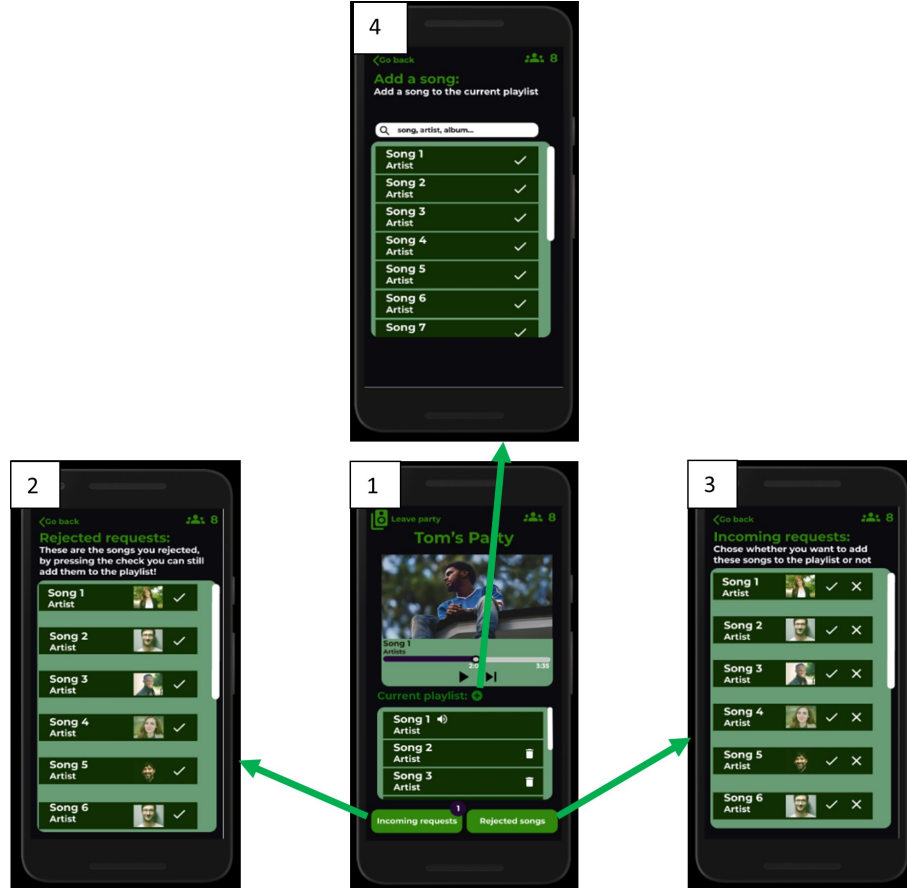 4
Go back
8
Add a song:
Add a song to the current playlist
song, artist, album...
Song 1
Artist
Song 2
Artist
Song 3
Artist
Song 4
Artist
Song 5
Artist
Song 6
Artist
Song 7
2
Go back
8
Rejected requests:
These are the songs you rejected,
by pressing the check you can still
add them to the playlist!
Song 1
Artist
Song 2
Artist
Song 3
Artist
Song 4
Artist
Song 5
Artist
Song 6
Artist
1
Leave party
8
Tom's Party
Song 1
Artists
3:35
Current playlist:
Song 1
Artist
Song 2
Artist
Song 3
Artist
1
Incoming requests
Rejected songs
3
Go back
8
Incoming requests:
Chose whether you want to add
these songs to the playlist or not
Song 1
Artist
Song 2
Artist
Song 3
Artist
Song 4
Artist
Song 5
Artist
Song 6
Artist